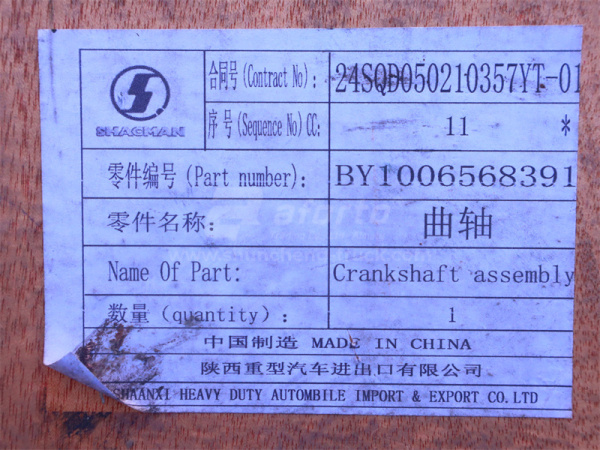 SHACMAN
合同号(Contract No): 24SQD050210357YT-01
序号(Sequence No)CC: 11 *
零件编号(Part number): BY1006568391
零件名称: 曲轴
Name Of Part: Crankshaft assembly
数量(quantity): 1
中国制造 MADE IN CHINA
陕西重型汽车进出口有限公司
SHAANXI HEAVY DUTY AUTOMBILE IMPORT & EXPORT CO.LTD